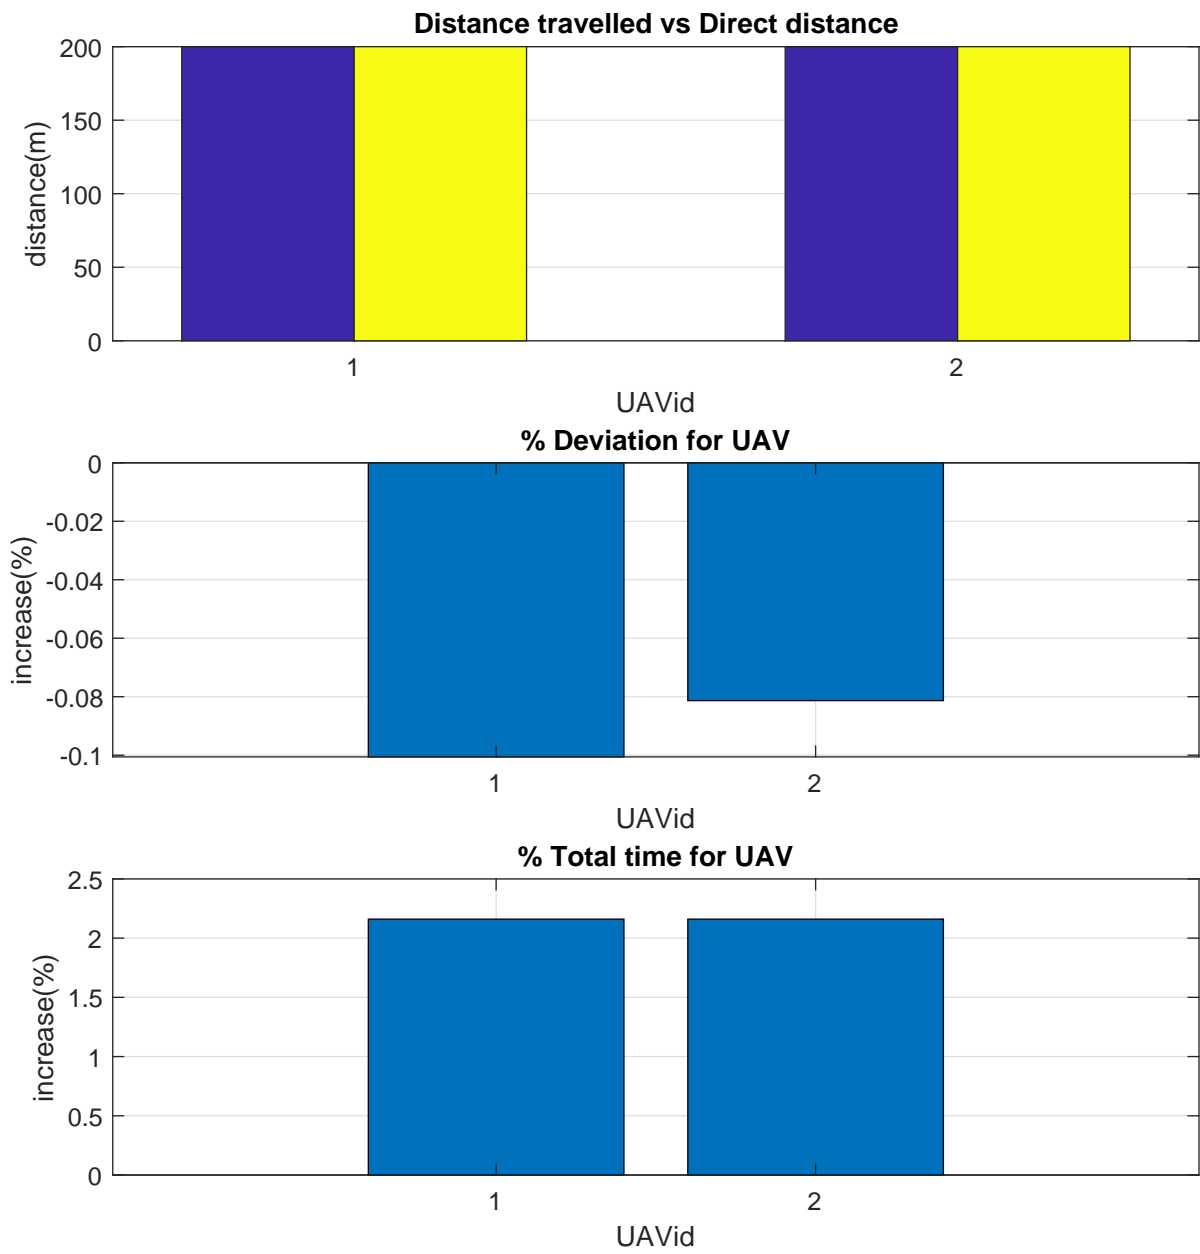 Distance travelled vs Direct distance
200
150
100
50
0
distance(m)
1
2
UAVid
% Deviation for UAV
0
-0.02
-0.04
-0.06
-0.08
-0.1
increase(%)
1
2
UAVid
% Total time for UAV
2.5
2
1.5
1
0.5
0
increase(%)
1
2
UAVid